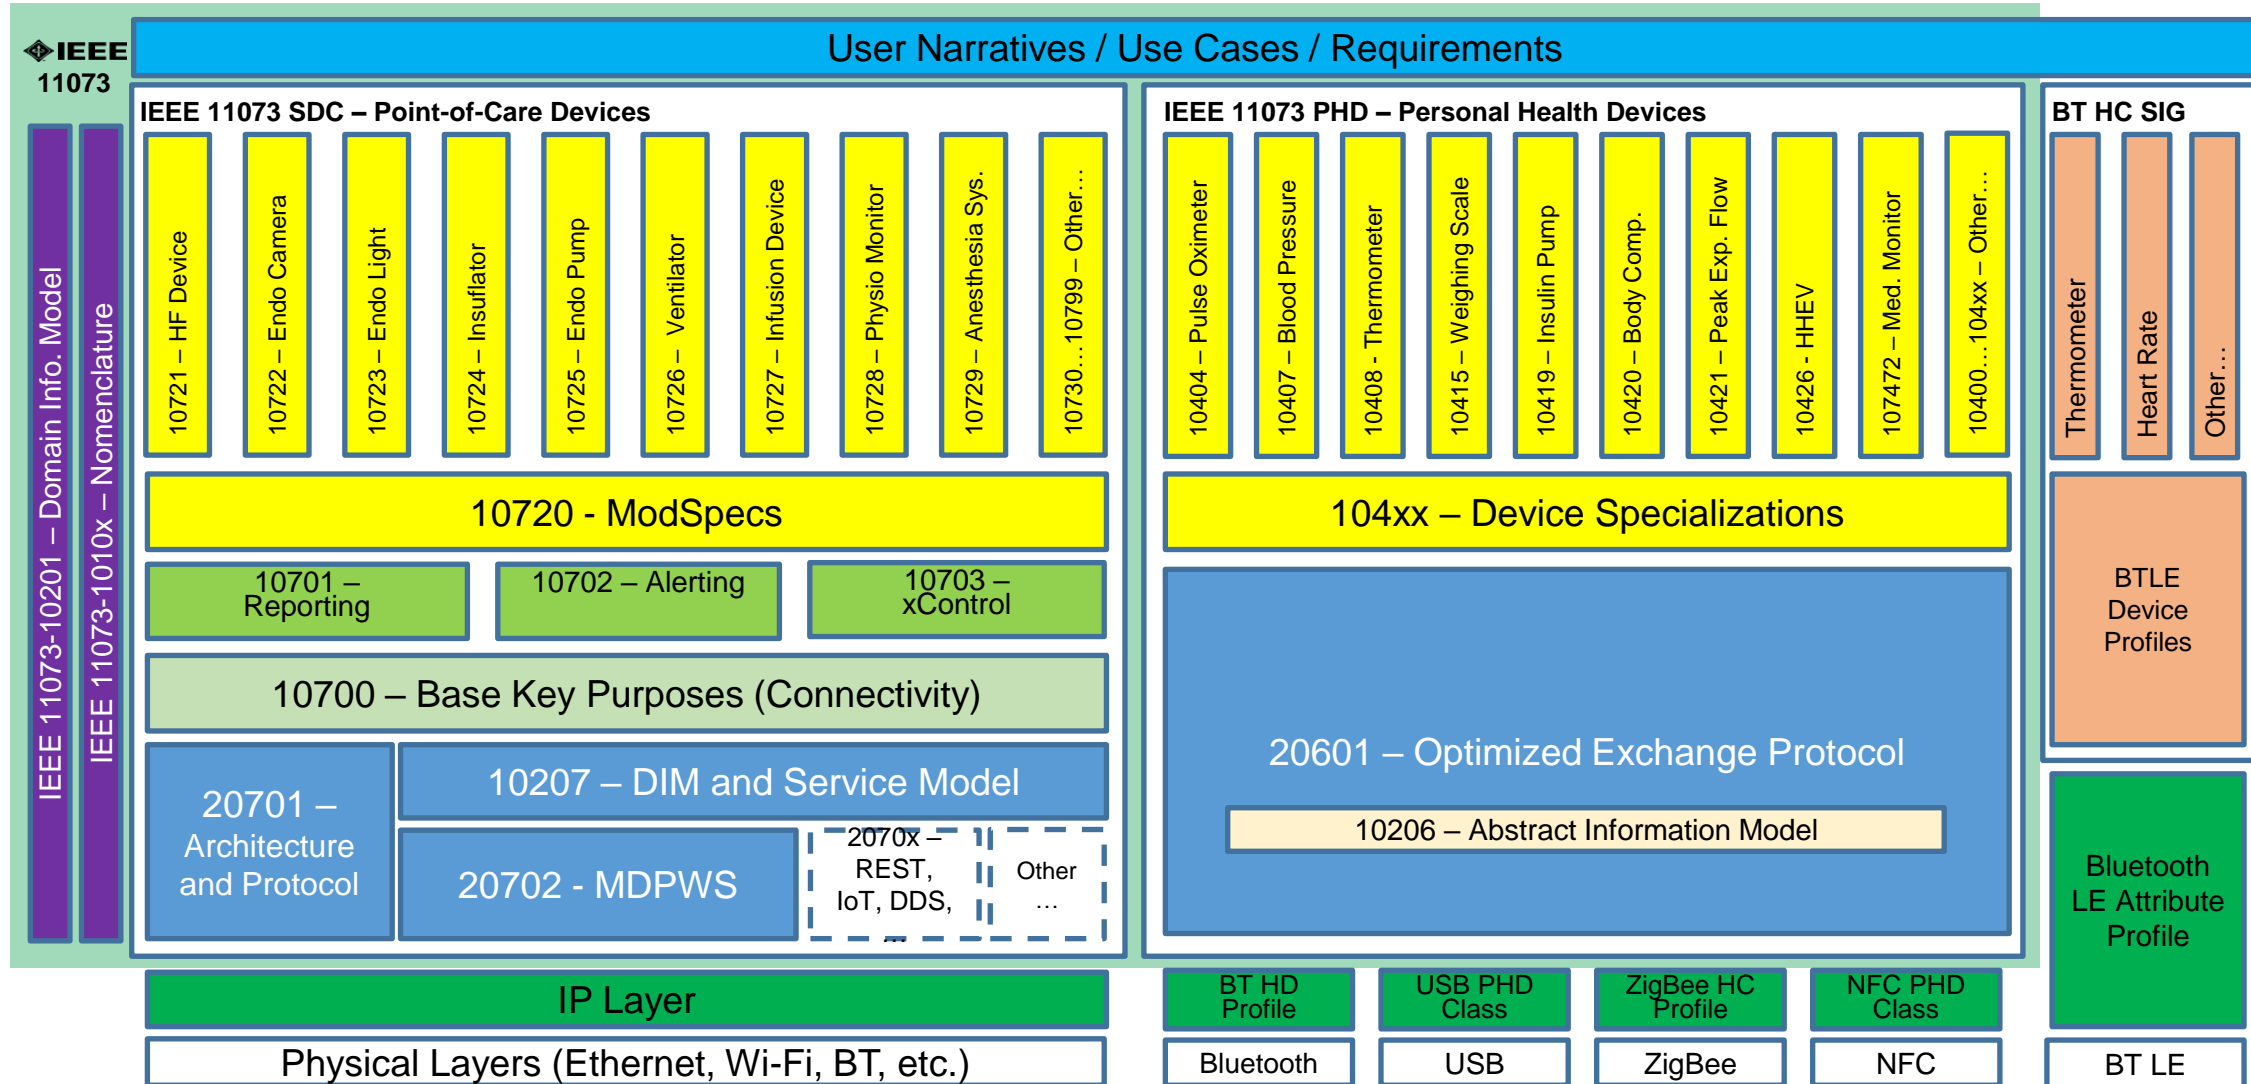 IEEE
11073
User Narratives / Use Cases / Requirements
IEEE 11073-10201 – Domain Info. Model
IEEE 11073-1010x – Nomenclature
IEEE 11073 SDC – Point-of-Care Devices
10721 – HF Device
10722 – Endo Camera
10723 – Endo Light
10724 – Insuflator
10725 – Endo Pump
10726 – Ventilator
10727 – Infusion Device
10728 – Physio Monitor
10729 – Anesthesia Sys.
10730…10799 – Other…
10720 - ModSpecs
10701 –
Reporting
10702 – Alerting
10703 –
xControl
10700 – Base Key Purposes (Connectivity)
20701 –
Architecture
and Protocol
10207 – DIM and Service Model
20702 - MDPWS
2070x –
REST,
IoT, DDS,
…
Other
…
IP Layer
Physical Layers (Ethernet, Wi-Fi, BT, etc.)
IEEE 11073 PHD – Personal Health Devices
10404 – Pulse Oximeter
10407 – Blood Pressure
10408 - Thermometer
10415 – Weighing Scale
10419 – Insulin Pump
10420 – Body Comp.
10421 – Peak Exp. Flow
10426 - HHEV
107472 – Med. Monitor
10400…104xx – Other…
104xx – Device Specializations
20601 – Optimized Exchange Protocol
10206 – Abstract Information Model
BT HD
Profile
USB PHD
Class
ZigBee HC
Profile
NFC PHD
Class
Bluetooth
USB
ZigBee
NFC
BT HC SIG
Thermometer
Heart Rate
Other…
BTLE
Device
Profiles
Bluetooth
LE Attribute
Profile
BT LE